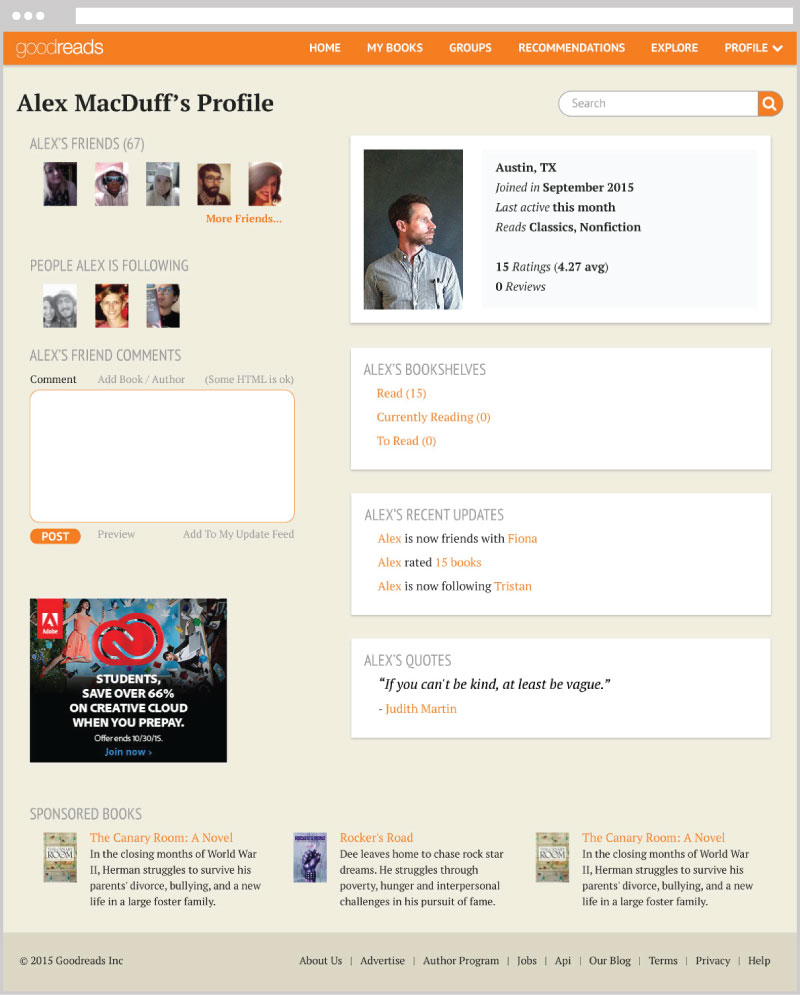 goodreads
HOME MY BOOKS GROUPS RECOMMENDATIONS EXPLORE PROFILE
Alex MacDuff's Profile
Search
ALEX'S FRIENDS (67)
More Friends...
PEOPLE ALEX IS FOLLOWING
ALEX'S FRIEND COMMENTS
Comment Add Book / Author (Some HTML is ok)
POST Preview Add To My Update Feed
Adobe
STUDENTS,
SAVE OVER 66%
ON CREATIVE CLOUD
WHEN YOU PREPAY.
Offer ends 10/30/15.
Join now ›
Austin, TX
Joined in September 2015
Last active this month
Reads Classics, Nonfiction
15 Ratings (4.27 avg)
0 Reviews
ALEX'S BOOKSHELVES
Read (15)
Currently Reading (0)
To Read (0)
ALEX'S RECENT UPDATES
Alex is now friends with Fiona
Alex rated 15 books
Alex is now following Tristan
ALEX'S QUOTES
“If you can't be kind, at least be vague.”
- Judith Martin
SPONSORED BOOKS
THE CANARY
ROOM
The Canary Room: A Novel
In the closing months of World War
II, Herman struggles to survive his
parents' divorce, bullying, and a new
life in a large foster family.
ROCKER'S ROAD
Rocker's Road
Dee leaves home to chase rock star
dreams. He struggles through
poverty, hunger and interpersonal
challenges in his pursuit of fame.
THE CANARY
ROOM
The Canary Room: A Novel
In the closing months of World War
II, Herman struggles to survive his
parents' divorce, bullying, and a new
life in a large foster family.
© 2015 Goodreads Inc
About Us | Advertise | Author Program | Jobs | Api | Our Blog | Terms | Privacy | Help